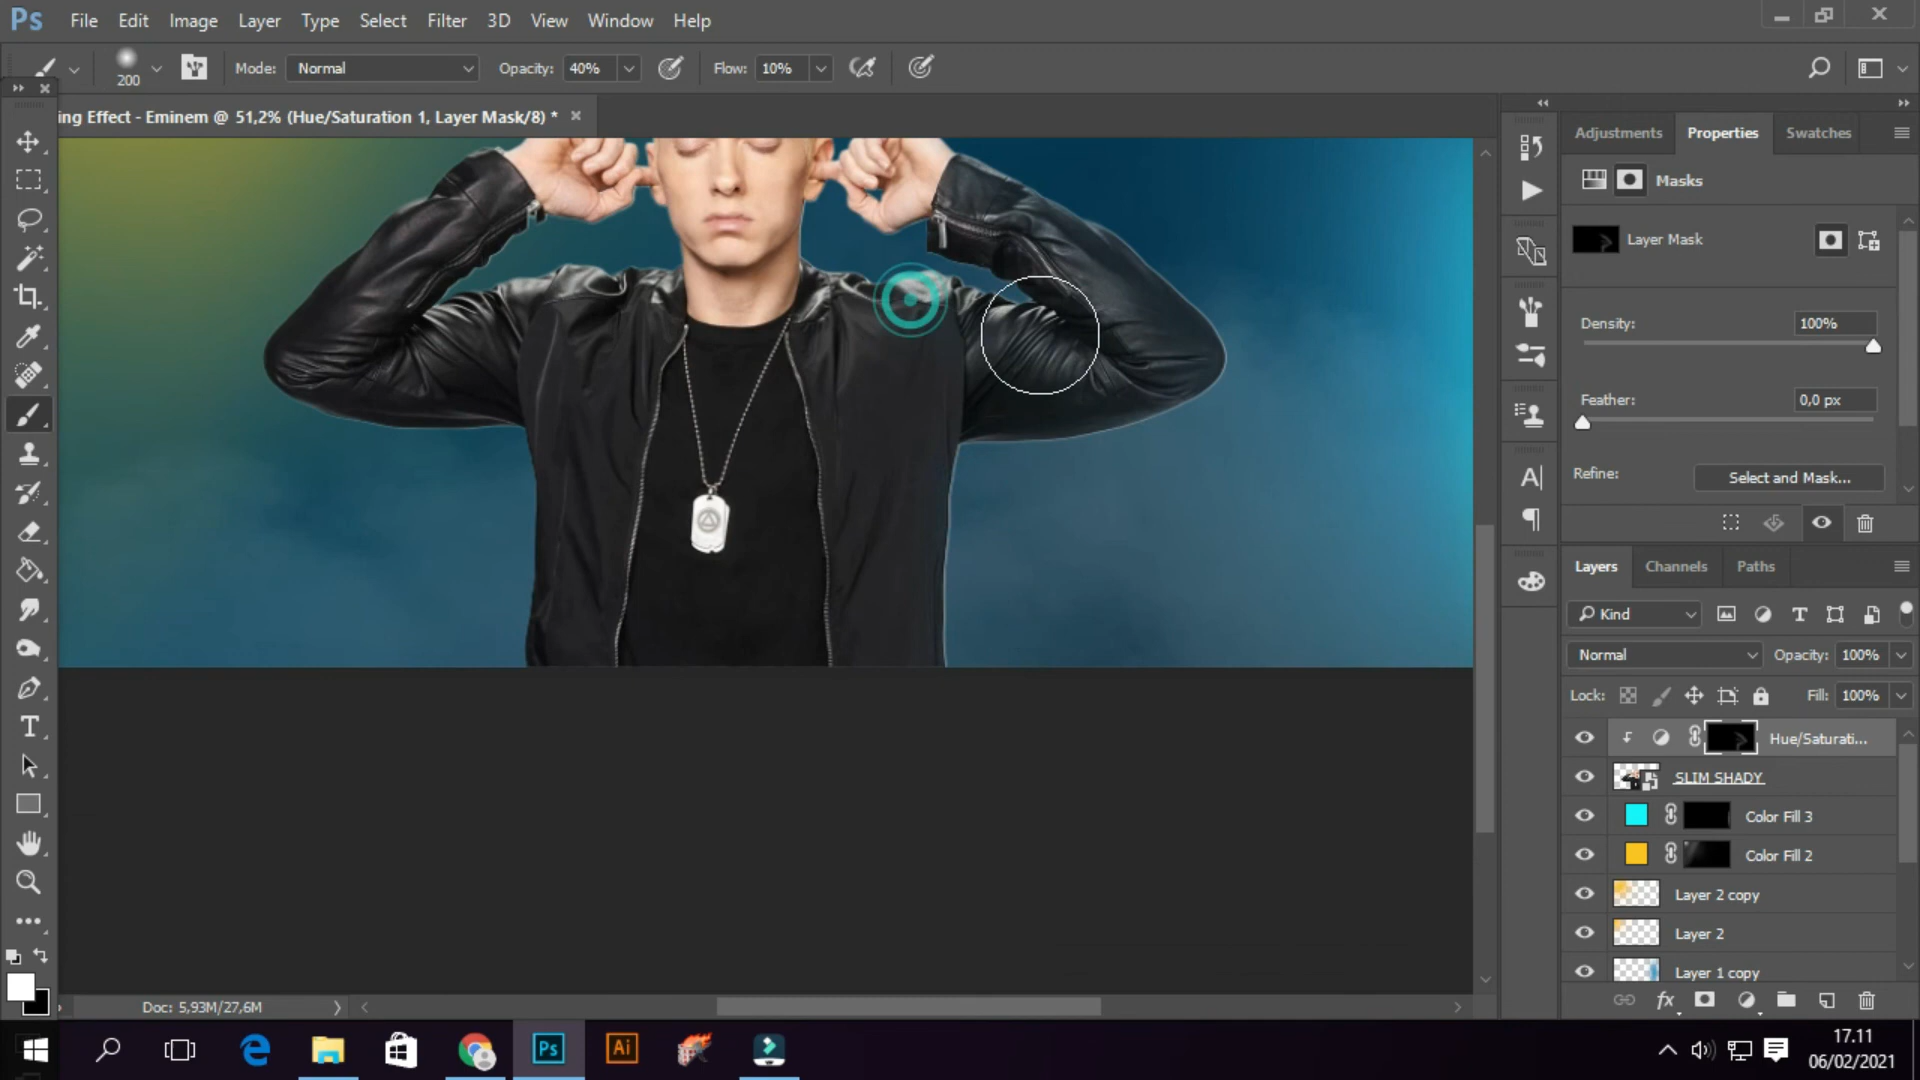 Ps File Edit Image Layer Type Select Filter 3D View Window Help
200 Mode: Normal Opacity: 40% Flow: 10%
ing Effect - Eminem @ 51,2% (Hue/Saturation 1, Layer Mask/8) *
Adjustments Properties Swatches
Masks
Layer Mask
Density: 100%
Feather: 0,0 px
Refine: Select and Mask...
Layers Channels Paths
Kind
Normal Opacity: 100%
Lock: Fill: 100%
Hue/Saturati...
SLIM SHADY
Color Fill 3
Color Fill 2
Layer 2 copy
Layer 2
Layer 1 copy
fx
Doc: 5,93M/27,6M
Ps Ai
17.11
06/02/2021